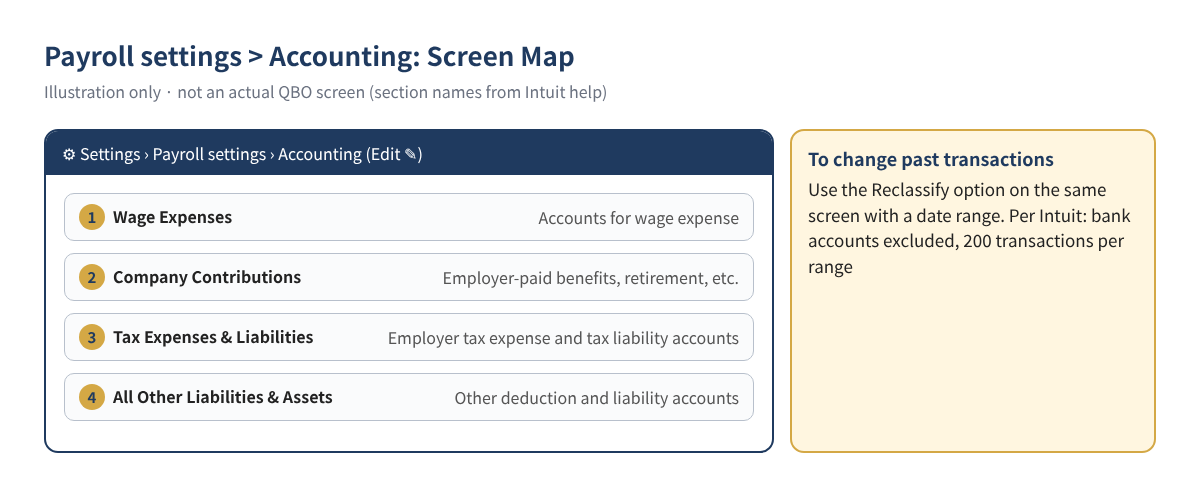 Payroll settings > Accounting: Screen Map
Illustration only · not an actual QBO screen (section names from Intuit help)
⚙ Settings › Payroll settings › Accounting (Edit ✎)
1 Wage Expenses Accounts for wage expense
2 Company Contributions Employer-paid benefits, retirement, etc.
3 Tax Expenses & Liabilities Employer tax expense and tax liability accounts
4 All Other Liabilities & Assets Other deduction and liability accounts
To change past transactions
Use the Reclassify option on the same
screen with a date range. Per Intuit: bank
accounts excluded, 200 transactions per
range